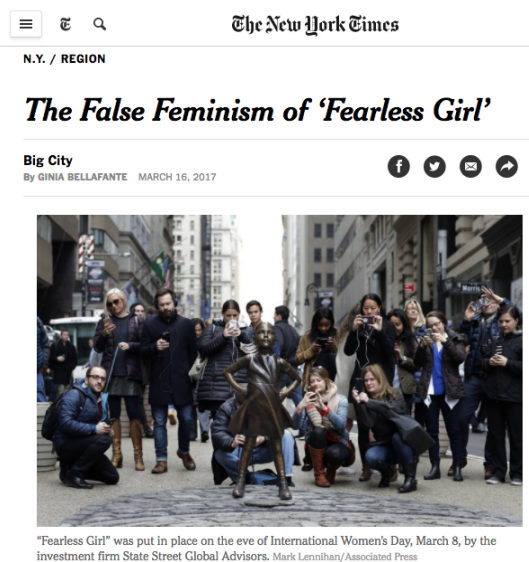 The New York Times
N.Y. / REGION
The False Feminism of ‘Fearless Girl’
Big City
By GINIA BELLAFANTE MARCH 16, 2017
“Fearless Girl” was put in place on the eve of International Women’s Day, March 8, by the
investment firm State Street Global Advisors. Mark Lennihan/Associated Press